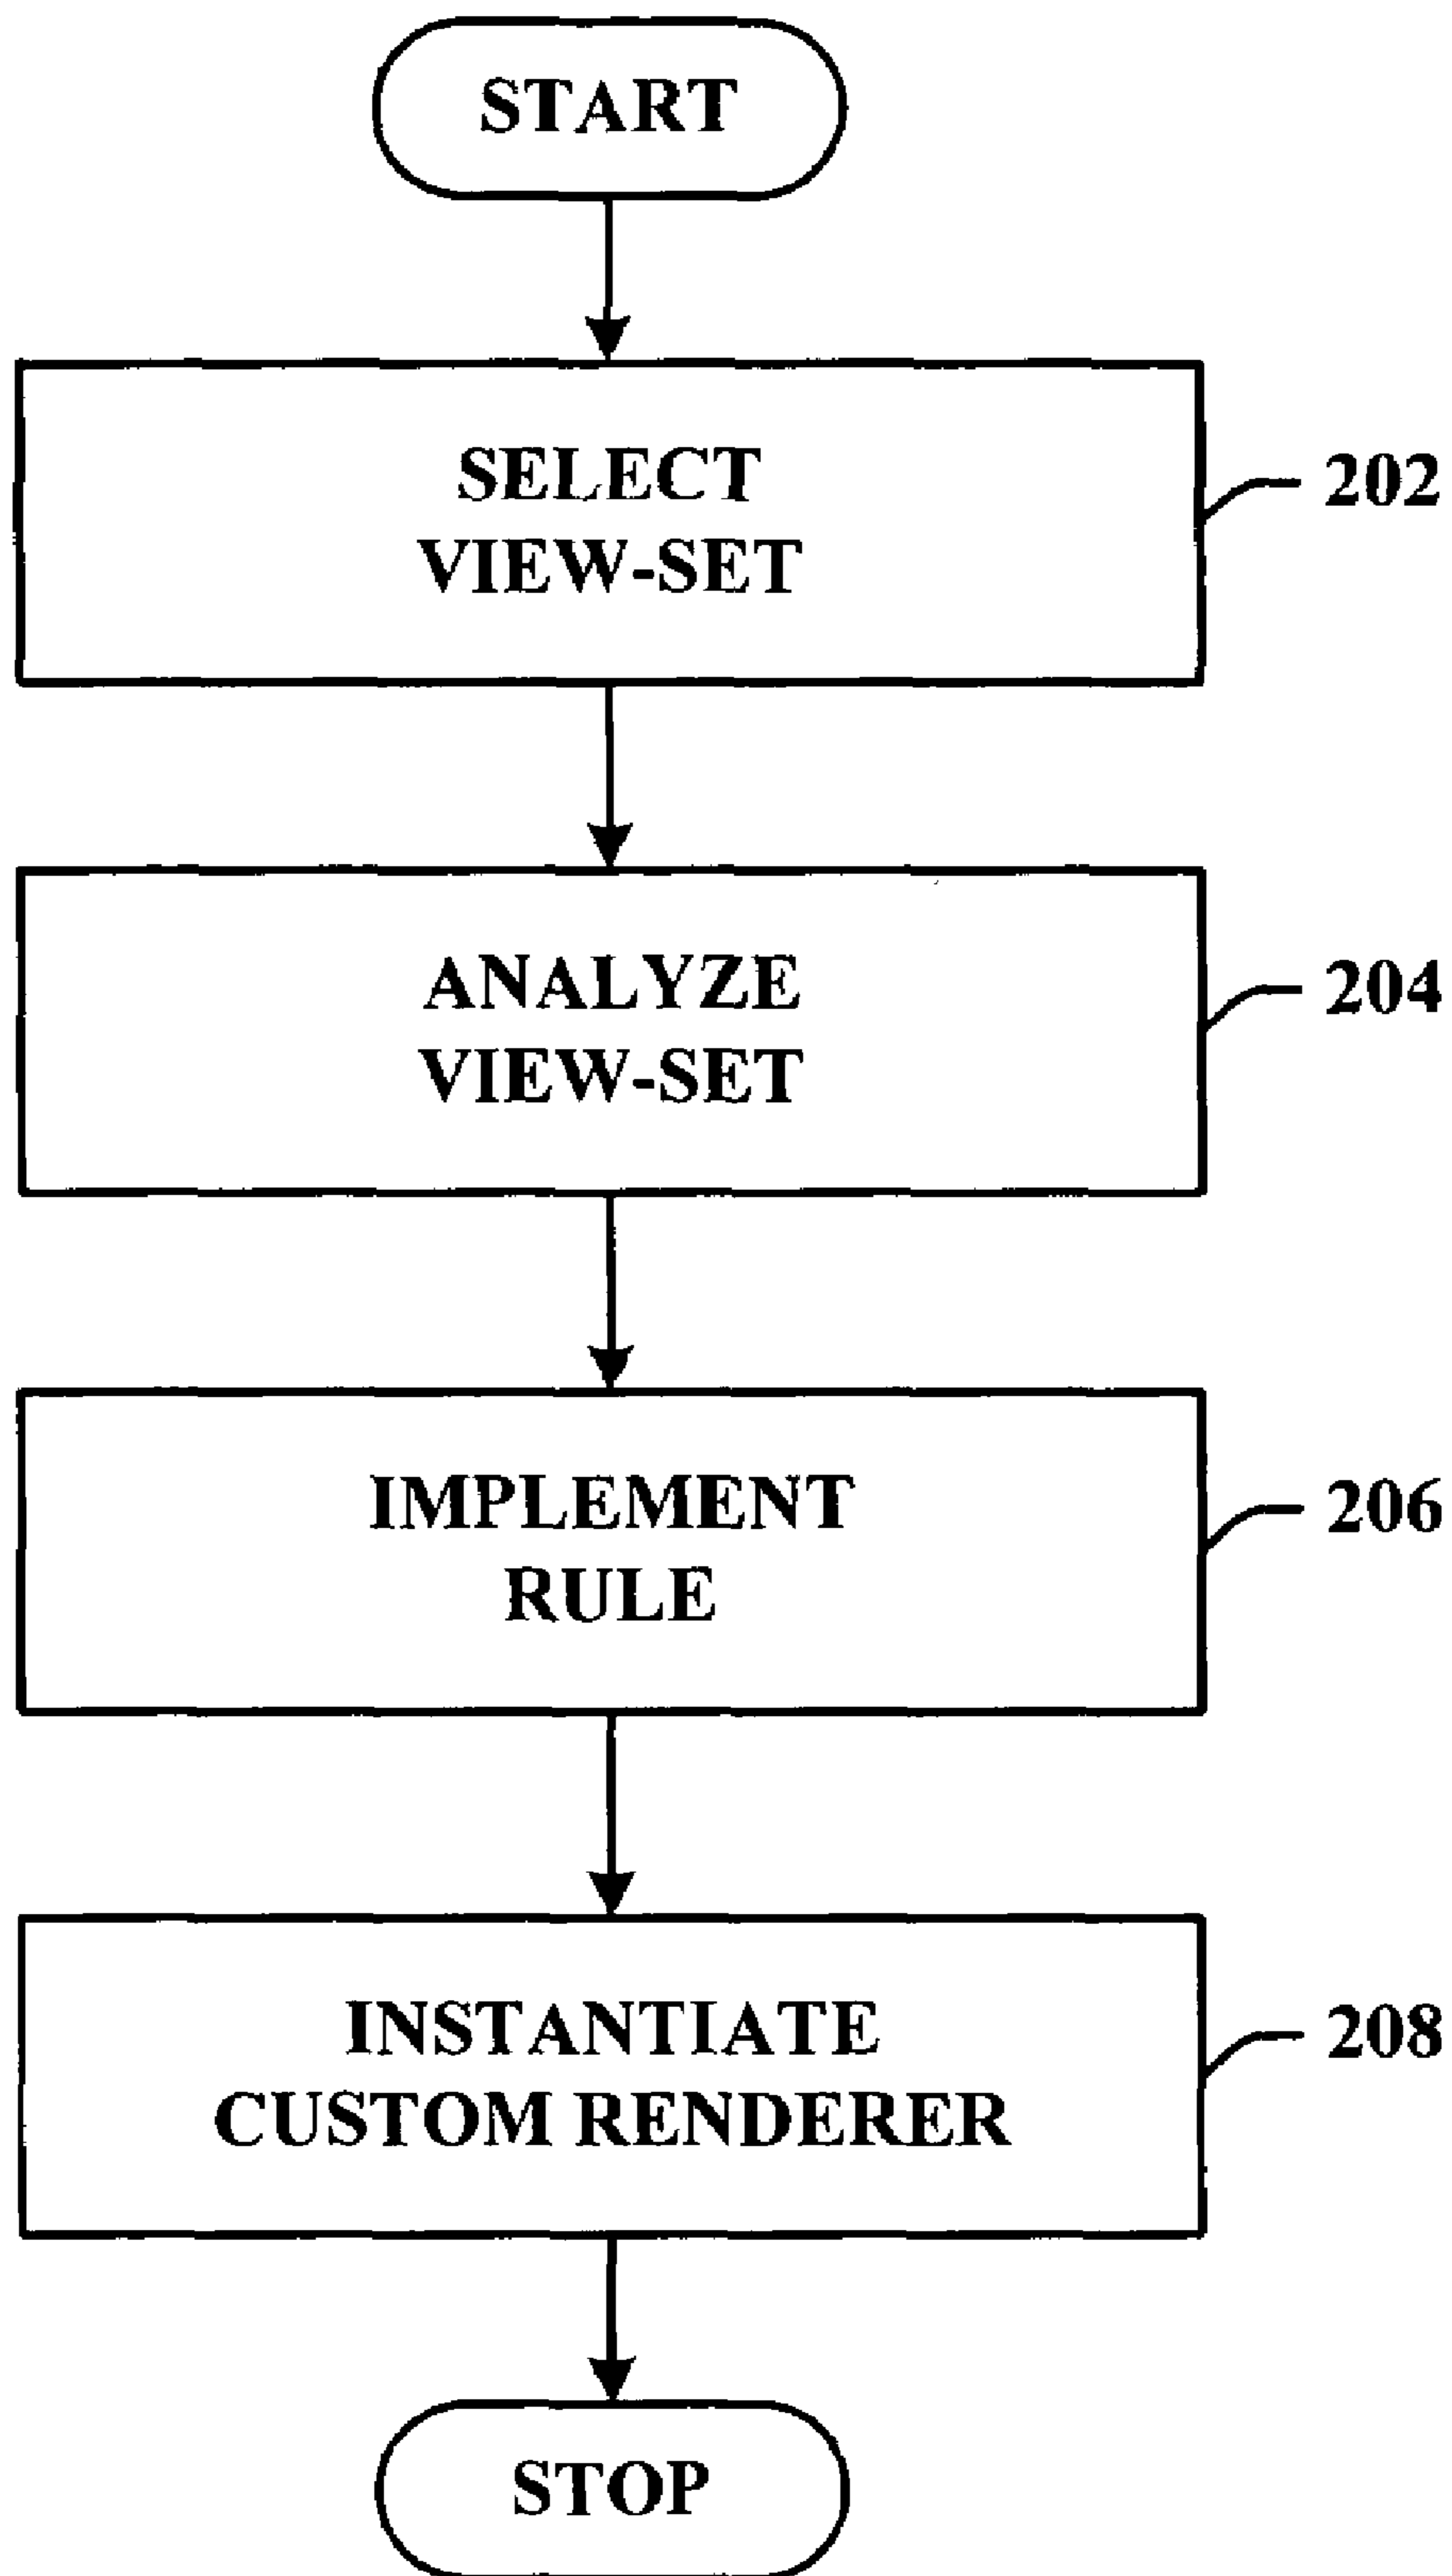 START
SELECT
VIEW-SET
202
ANALYZE
VIEW-SET
204
IMPLEMENT
RULE
206
INSTANTIATE
CUSTOM RENDERER
208
STOP